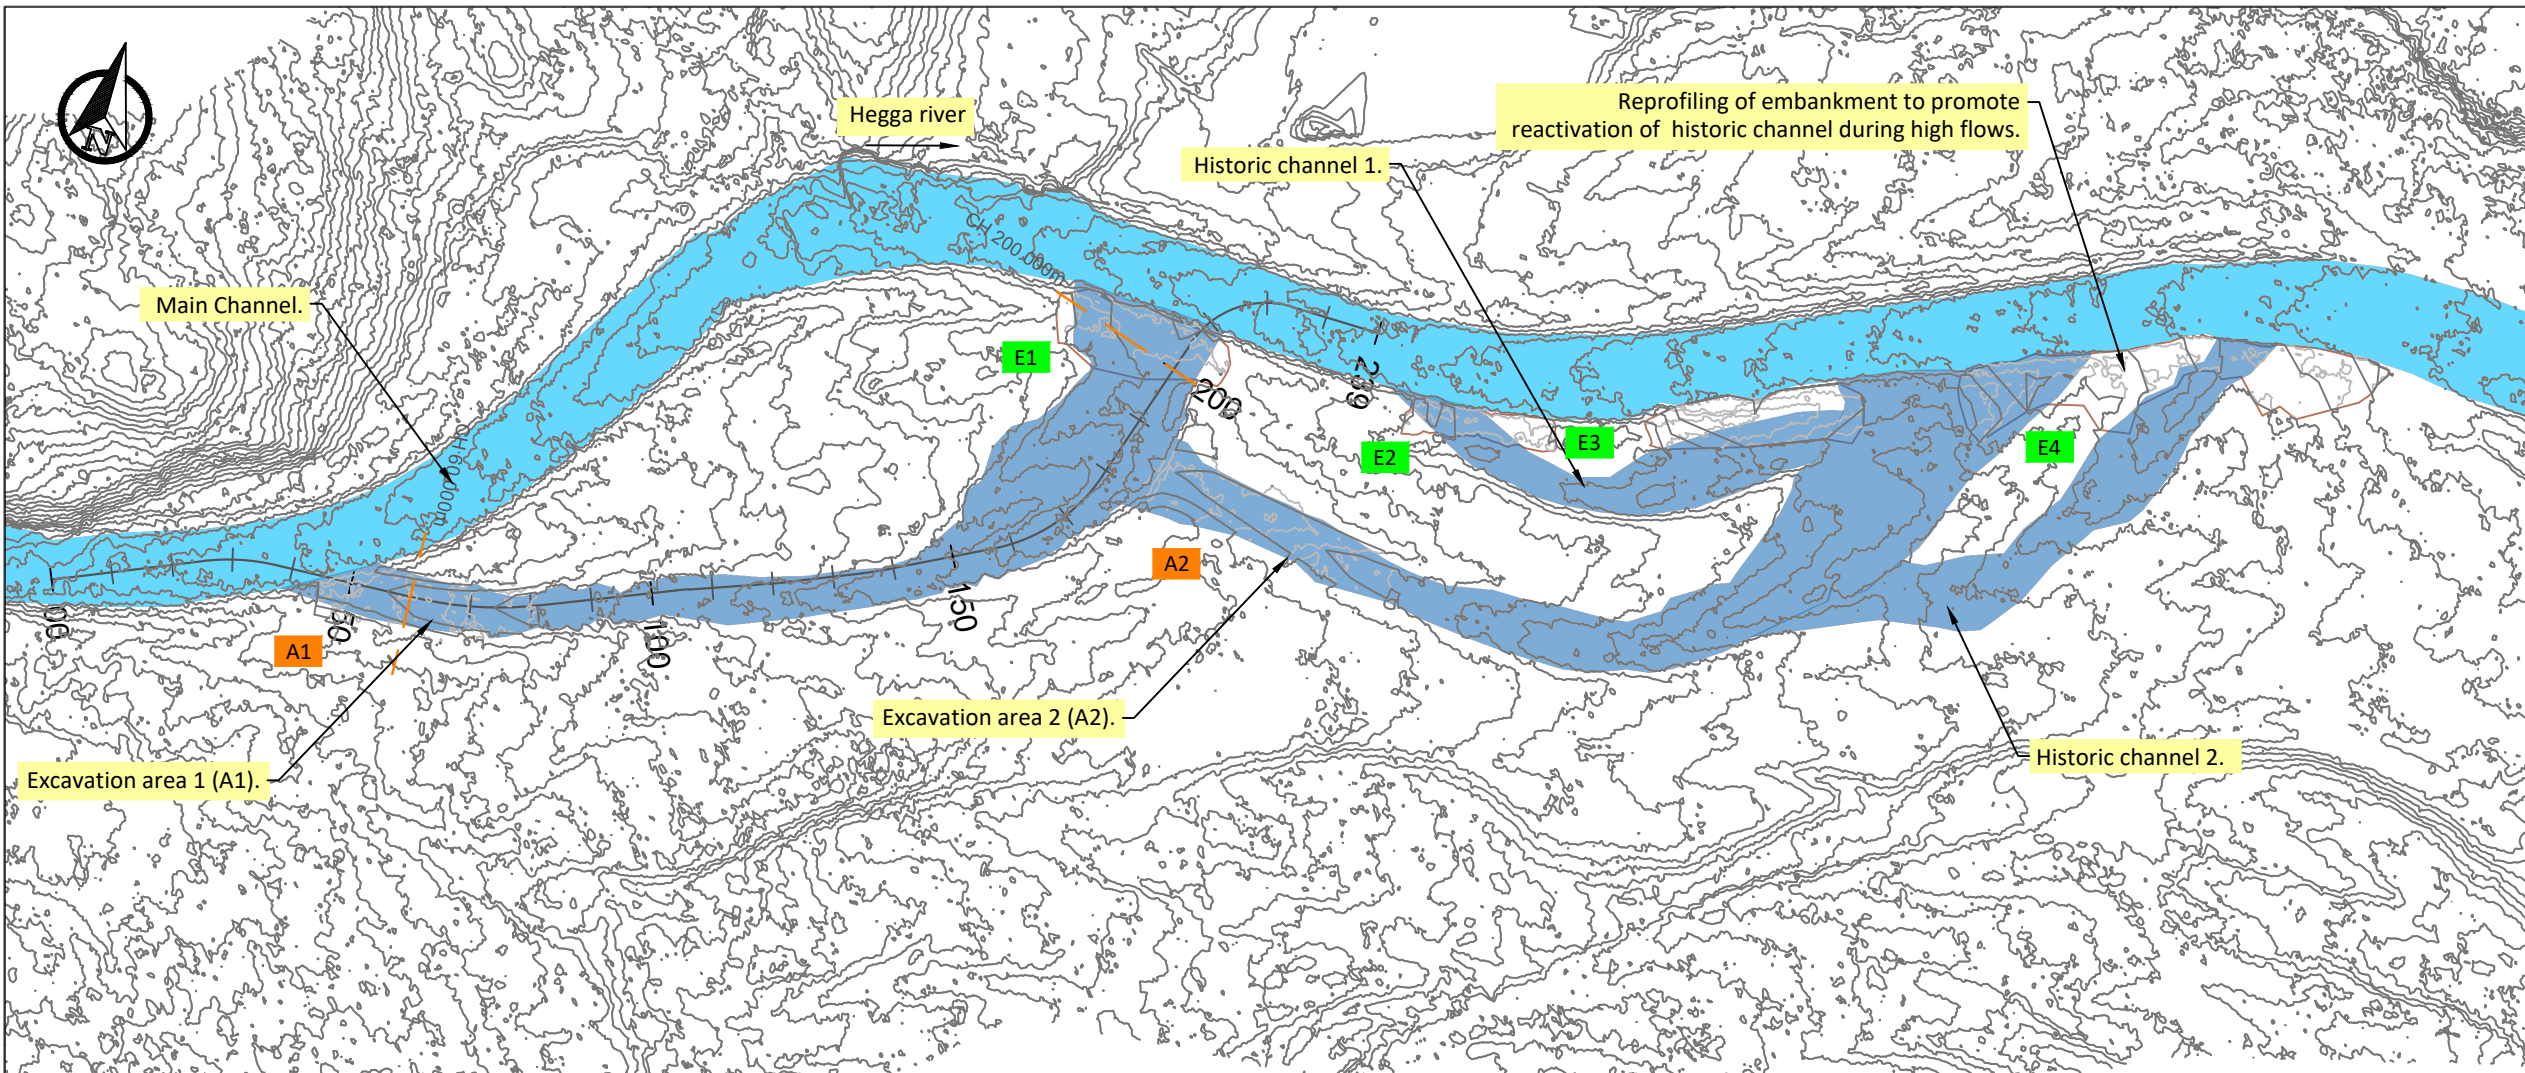 Hegga river
Reprofiling of embankment to promote
reactivation of historic channel during high flows.
Historic channel 1.
CH 200.000m
Main Channel.
E1
239
200
E2
E3
E4
A2
150
100
50
00
A1
Excavation area 2 (A2).
Historic channel 2.
Excavation area 1 (A1).